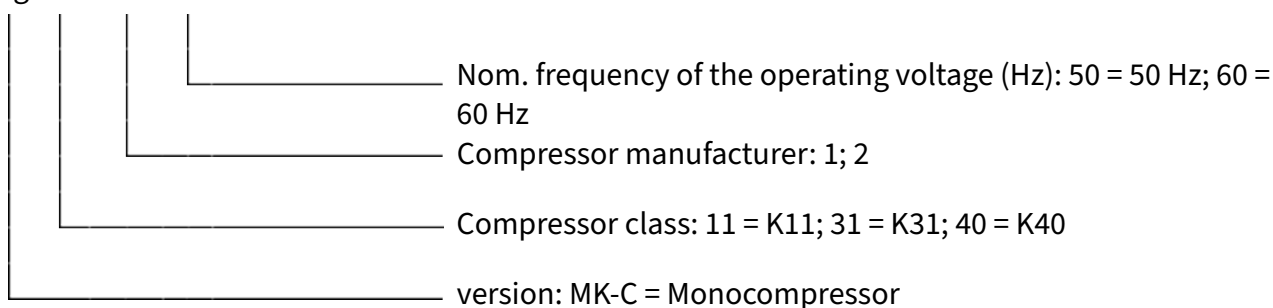 Nom. frequency of the operating voltage (Hz): 50 = 50 Hz; 60 =
60 Hz
Compressor manufacturer: 1; 2
Compressor class: 11 = K11; 31 = K31; 40 = K40
version: MK-C = Monocompressor